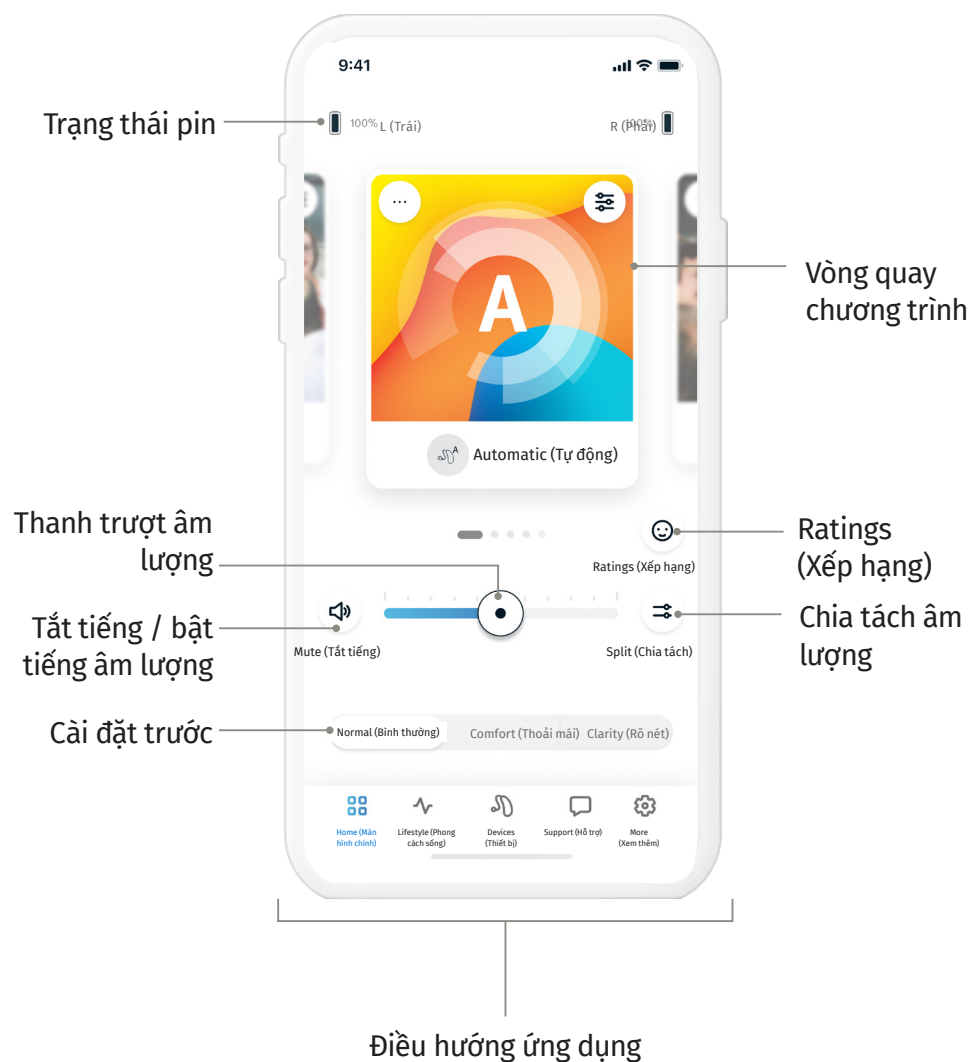 9:41
Trạng thái pin
100% L (Trái)
R (Phải) 100%
...
A
Vòng quay
chương trình
A
Automatic (Tự động)
Thanh trượt âm
lượng
Ratings
(Xếp hạng)
Ratings (Xếp hạng)
Tắt tiếng / bật
tiếng âm lượng
Mute (Tắt tiếng)
Split (Chia tách)
Chia tách âm
lượng
Cài đặt trước
Normal (Bình thường)
Comfort (Thoải mái)
Clarity (Rõ nét)
Home (Màn
hình chính)
Lifestyle (Phong
cách sống)
Devices
(Thiết bị)
Support (Hỗ trợ)
More
(Xem thêm)
Điều hướng ứng dụng